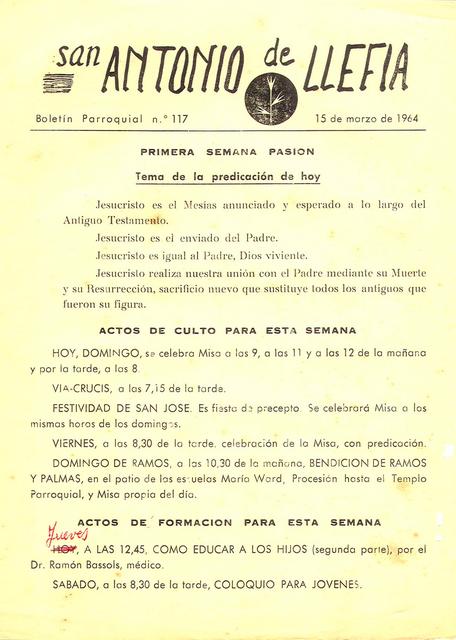 san ANTONIO de LLEFIA
Boletín Parroquial n.° 117 15 de marzo de 1964
PRIMERA SEMANA PASION
Tema de la predicación de hoy
Jesucristo es el Mesías anunciado y esperado a lo largo del
Antiguo Testamento.
Jesucristo es el enviado del Padre.
Jesucristo es igual al Padre, Dios viviente.
Jesucristo realiza nuestra unión con el Padre mediante su Muerte
y su Resurrección, sacrificio nuevo que sustituye todos los antiguos que
fueron su figura.
ACTOS DE CULTO PARA ESTA SEMANA
HOY, DOMINGO, se celebra Misa a las 9, a las 11 y a las 12 de la mañana
y por la tarde, a las 8.
VIA-CRUCIS, a las 7,15 de la tarde.
FESTIVIDAD DE SAN JOSE. Es fiesta de precepto. Se celebrará Misa a las
mismas horas de los domingos.
VIERNES, a las 8,30 de la tarde. celebración de la Misa, con predicación.
DOMINGO DE RAMOS, a las 10,30 de la mañana, BENDICION DE RAMOS
Y PALMAS, en el patio de las escuelas María Ward, Procesión hasta el Templo
Parroquial, y Misa propia del día.
ACTOS DE FORMACION PARA ESTA SEMANA
Jueves
HOY, A LAS 12,45, COMO EDUCAR A LOS HIJOS (segunda parte), por el
Dr. Ramón Bassols, médico.
SABADO, a las 8,30 de la tarde, COLOQUIO PARA JOVENES.